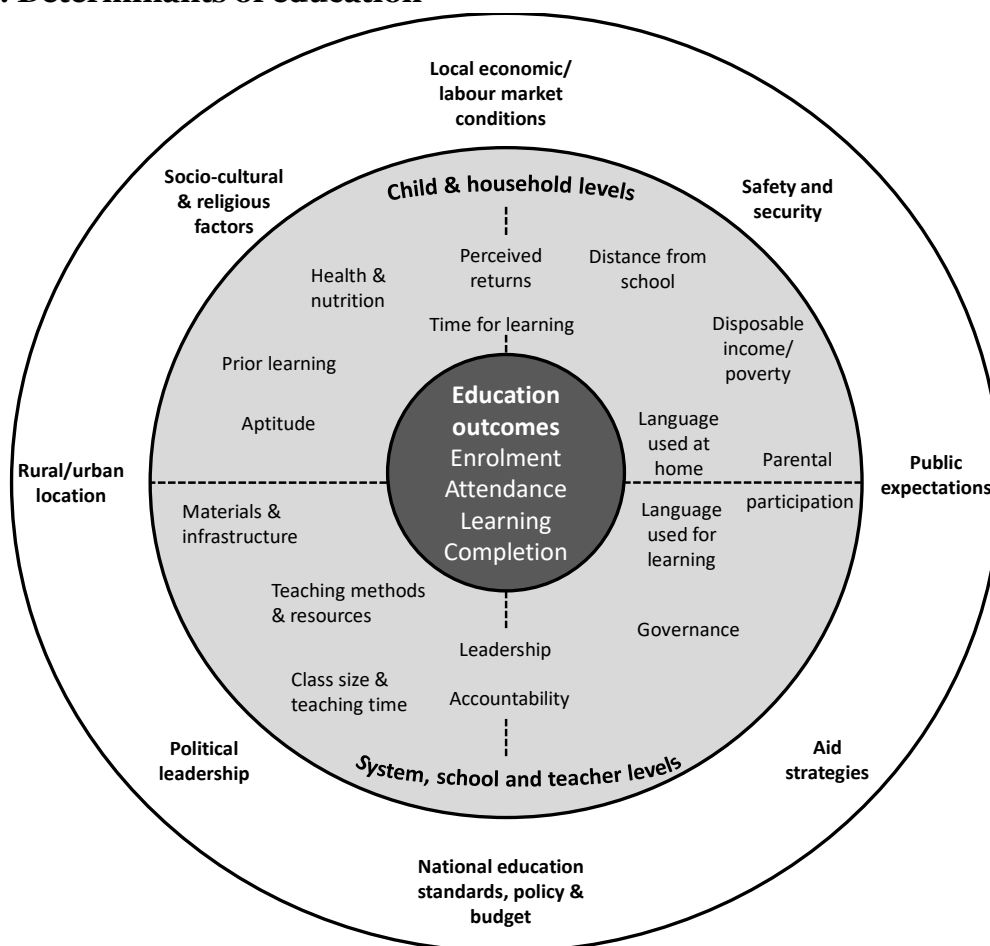 . Determinants of education
Local economic/
labour market
conditions
Socio-cultural
& religious
factors
Safety and
security
Child & household levels
Perceived
returns
Distance from
school
Health &
nutrition
Time for learning
Disposable
income/
poverty
Prior learning
Aptitude
Education
outcomes
Enrolment
Attendance
Learning
Completion
Language
used at
home
Parental
participation
Rural/urban
location
Public
expectations
Materials &
infrastructure
Language
used for
learning
Teaching methods
& resources
Governance
Leadership
Class size &
teaching time
Accountability
System, school and teacher levels
Political
leadership
Aid
strategies
National education
standards, policy &
budget